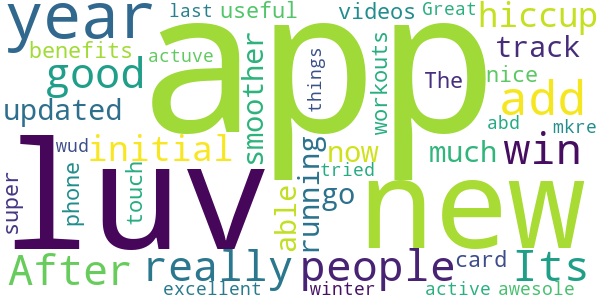 year
last
useful
videos
Great
hiccup
benefits
actuve
app
track
good
smoother
things
workouts
The
nice
updated
add
abd
mkre
luv
wud
initial
now
much
win
super
phone
touch
able
running
tried
go
new
After
really
people
card
Its
excellent
winter
active
awesole